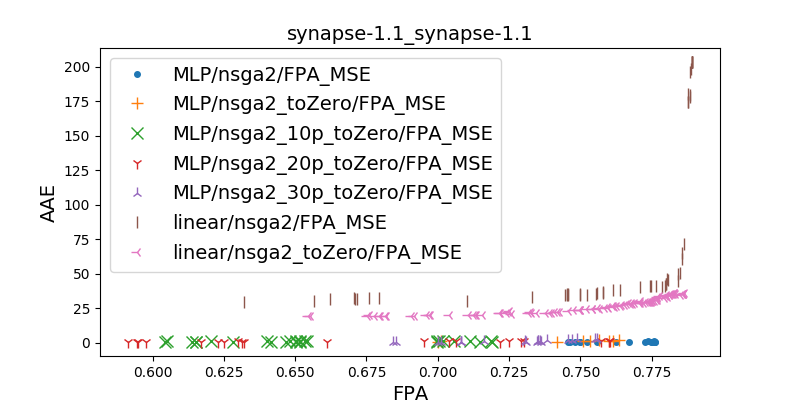 synapse-1.1_synapse-1.1
200
175
150
125
100
75
50
25
0
AAE
MLP/nsga2/FPA_MSE
MLP/nsga2_toZero/FPA_MSE
MLP/nsga2_10p_toZero/FPA_MSE
MLP/nsga2_20p_toZero/FPA_MSE
MLP/nsga2_30p_toZero/FPA_MSE
linear/nsga2/FPA_MSE
linear/nsga2_toZero/FPA_MSE
0.600 0.625 0.650 0.675 0.700 0.725 0.750 0.775
FPA